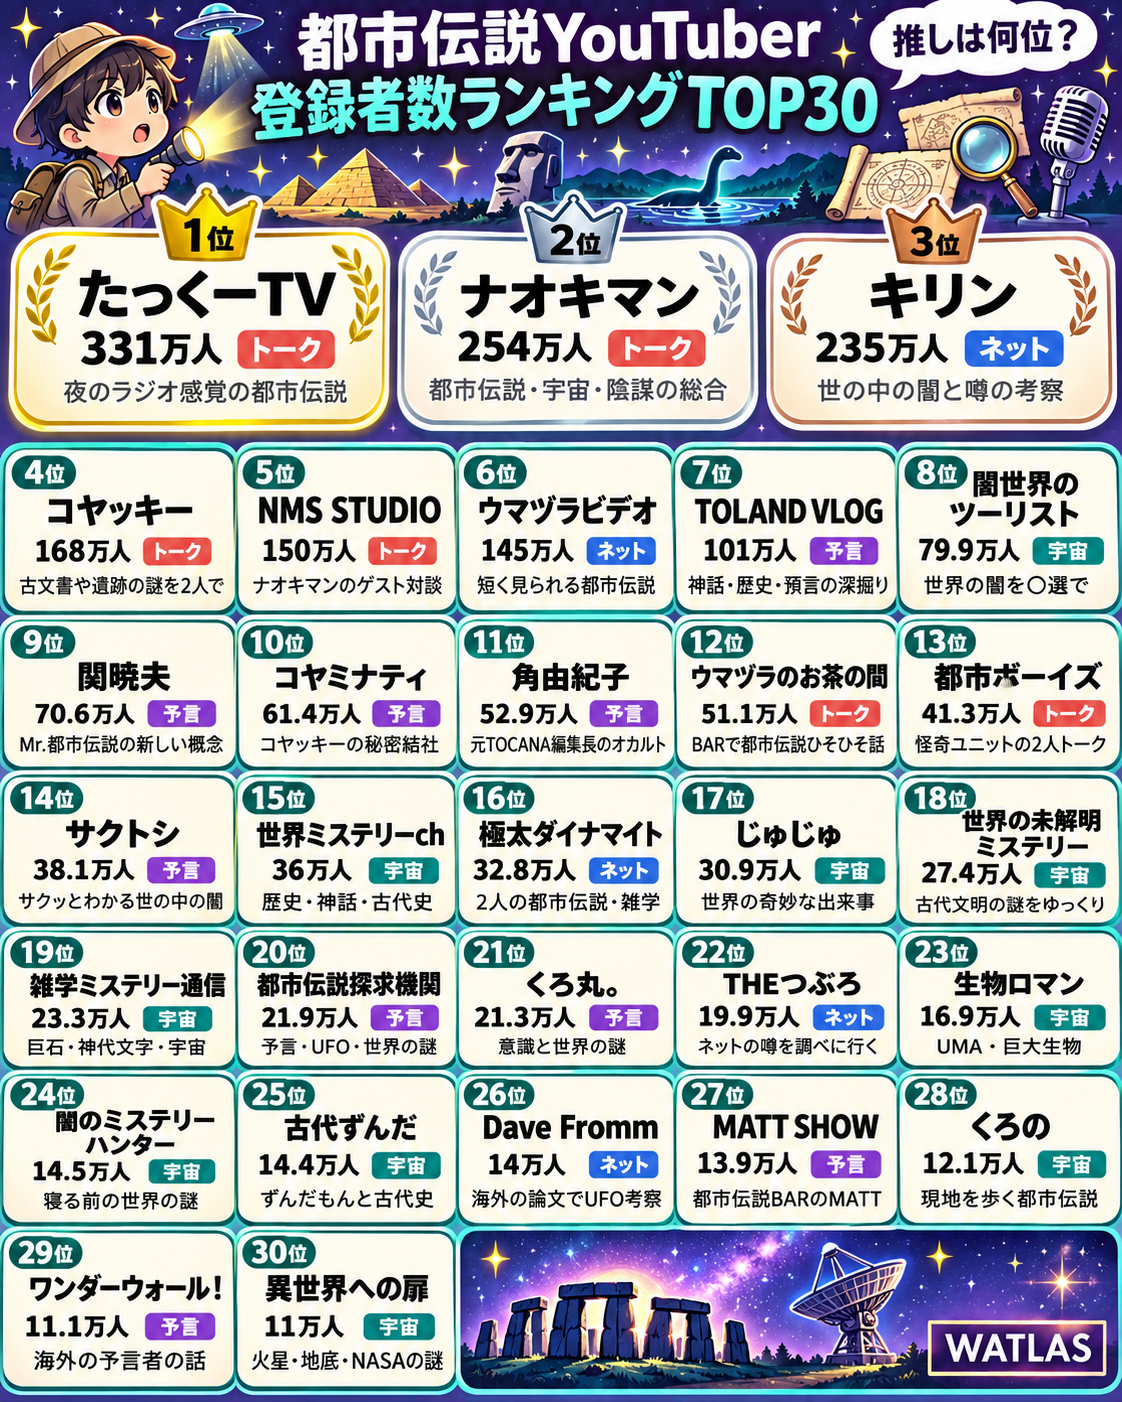 都市伝説YouTuber
登録者数ランキングTOP30
推しは何位?
1位
たっくーTV
331万人 トーク
夜のラジオ感覚の都市伝説
2位
ナオキマン
254万人 トーク
都市伝説・宇宙・陰謀の総合
3位
キリン
235万人 ネット
世の中の闇と噂の考察
4位
コヤッキー
168万人 トーク
古文書や遺跡の謎を2人で
5位
NMS STUDIO
150万人 トーク
ナオキマンのゲスト対談
6位
ウマヅラビデオ
145万人 ネット
短く見られる都市伝説
7位
TOLAND VLOG
101万人 予言
神話・歴史・預言の深掘り
8位
闇世界の
ツーリスト
79.9万人 宇宙
世界の闇を〇選で
9位
関暁夫
70.6万人 予言
Mr.都市伝説の新しい概念
10位
コヤミナティ
61.4万人 予言
コヤッキーの秘密結社
11位
角由紀子
52.9万人 予言
元TOCANA編集長のオカルト
12位
ウマヅラのお茶の間
51.1万人 トーク
BARで都市伝説ひそひそ話
13位
都市ボーイズ
41.3万人 トーク
怪奇ユニットの2人トーク
14位
サクトシ
38.1万人 予言
サクッとわかる世の中の闇
15位
世界ミステリーch
36万人 宇宙
歴史・神話・古代史
16位
極太ダイナマイト
32.8万人 ネット
2人の都市伝説・雑学
17位
じゅじゅ
30.9万人 宇宙
世界の奇妙な出来事
18位
世界の未解明
ミステリー
27.4万人 宇宙
古代文明の謎をゆっくり
19位
雑学ミステリー通信
23.3万人 宇宙
巨石・神代文字・宇宙
20位
都市伝説探求機関
21.9万人 予言
予言・UFO・世界の謎
21位
くろ丸。
21.3万人 予言
意識と世界の謎
22位
THEつぶろ
19.9万人 ネット
ネットの噂を調べに行く
23位
生物ロマン
16.9万人 宇宙
UMA・巨大生物
24位
闇のミステリー
ハンター
14.5万人 宇宙
寝る前の世界の謎
25位
古代ずんだ
14.4万人 宇宙
ずんだもんと古代史
26位
Dave Fromm
14万人 ネット
海外の論文でUFO考察
27位
MATT SHOW
13.9万人 予言
都市伝説BARのMATT
28位
くろの
12.1万人 宇宙
現地を歩く都市伝説
29位
ワンダーウォール!
11.1万人 予言
海外の予言者の話
30位
異世界への扉
11万人 宇宙
火星・地底・NASAの謎
WATLAS